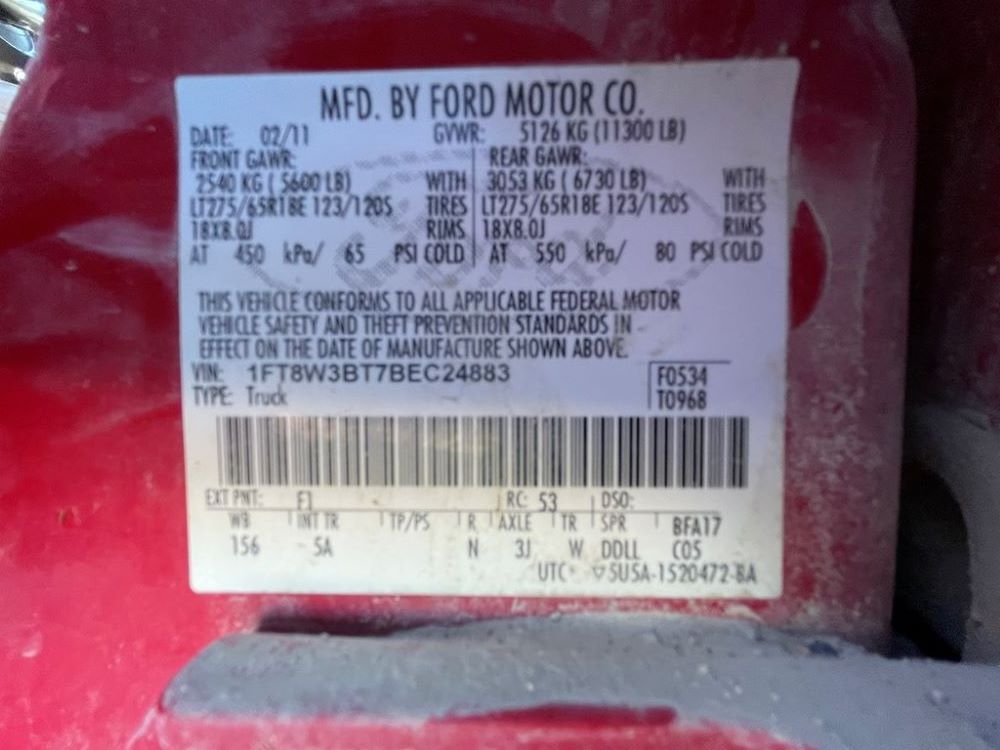 MFD. BY FORD MOTOR CO.
DATE: 02/11 GVWR: 5126 KG (11300 LB)
FRONT GAWR: REAR GAWR:
2540 KG ( 5600 LB) WITH 3053 KG ( 6730 LB) WITH
LT275/65R18E 123/120S TIRES LT275/65R18E 123/120S TIRES
18X8.0J RIMS 18X8.0J RIMS
AT 450 kPa/ 65 PSI COLD AT 550 kPa/ 80 PSI COLD
THIS VEHICLE CONFORMS TO ALL APPLICABLE FEDERAL MOTOR
VEHICLE SAFETY AND THEFT PREVENTION STANDARDS IN
EFFECT ON THE DATE OF MANUFACTURE SHOWN ABOVE.
VIN: 1FT8W3BT7BEC24883 F0534
TYPE: Truck T0968
EXT PNT: F1 RC: 53 DSO:
WB INT TR TP/PS R AXLE TR SPR BFA17
156 SA N 3J W DDLL C05
UTC ▽5U5A-1520472-BA